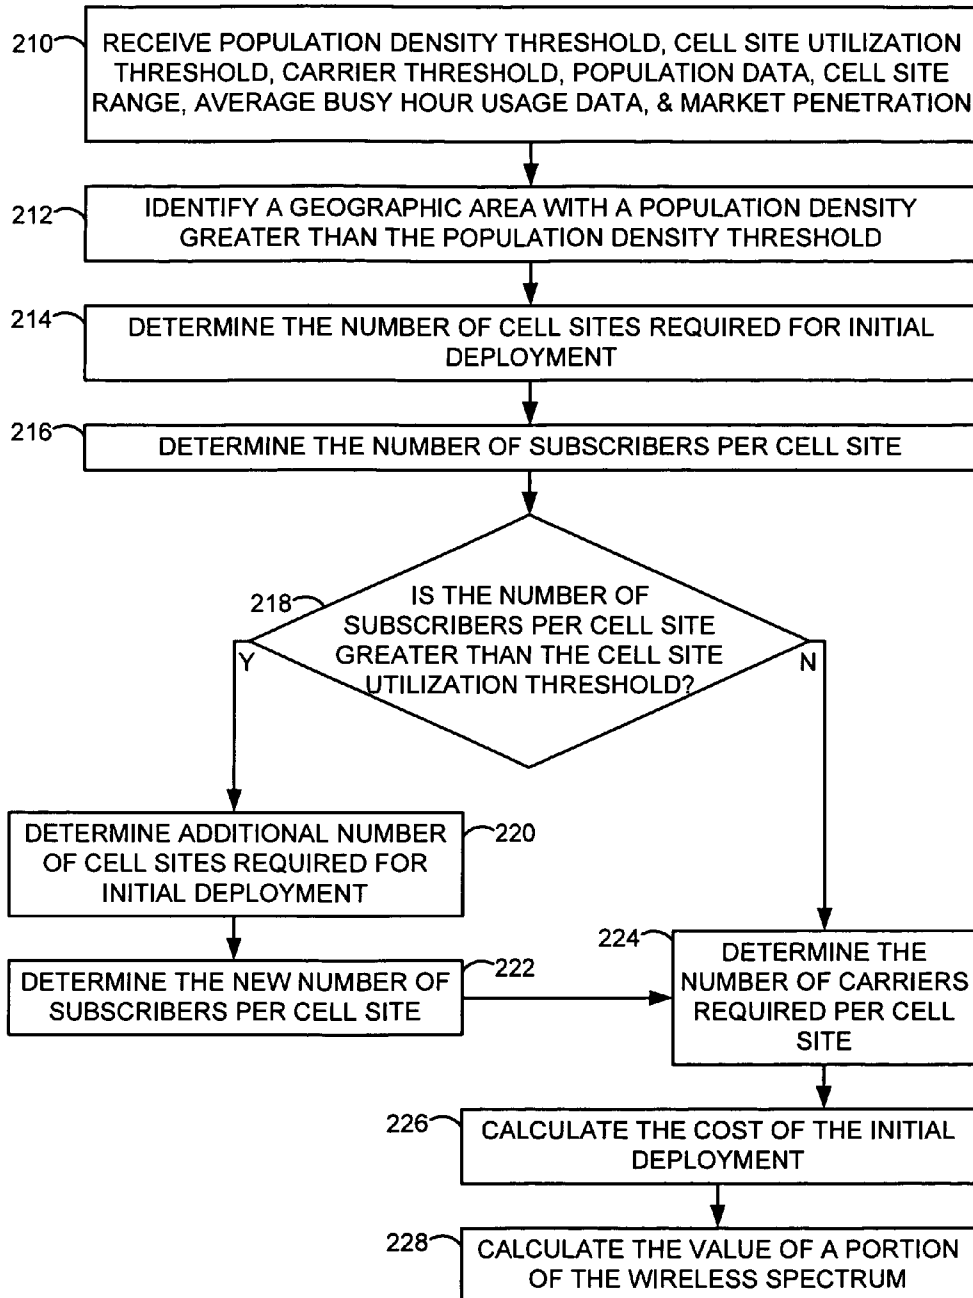 210
RECEIVE POPULATION DENSITY THRESHOLD, CELL SITE UTILIZATION
THRESHOLD, CARRIER THRESHOLD, POPULATION DATA, CELL SITE
RANGE, AVERAGE BUSY HOUR USAGE DATA, & MARKET PENETRATION
212
IDENTIFY A GEOGRAPHIC AREA WITH A POPULATION DENSITY
GREATER THAN THE POPULATION DENSITY THRESHOLD
214
DETERMINE THE NUMBER OF CELL SITES REQUIRED FOR INITIAL
DEPLOYMENT
216
DETERMINE THE NUMBER OF SUBSCRIBERS PER CELL SITE
218
IS THE NUMBER OF
SUBSCRIBERS PER CELL SITE
GREATER THAN THE CELL SITE
UTILIZATION THRESHOLD?
Y
N
DETERMINE ADDITIONAL NUMBER
OF CELL SITES REQUIRED FOR
INITIAL DEPLOYMENT
220
DETERMINE THE NEW NUMBER OF
SUBSCRIBERS PER CELL SITE
222
224
DETERMINE THE
NUMBER OF CARRIERS
REQUIRED PER CELL
SITE
226
CALCULATE THE COST OF THE INITIAL
DEPLOYMENT
228
CALCULATE THE VALUE OF A PORTION
OF THE WIRELESS SPECTRUM